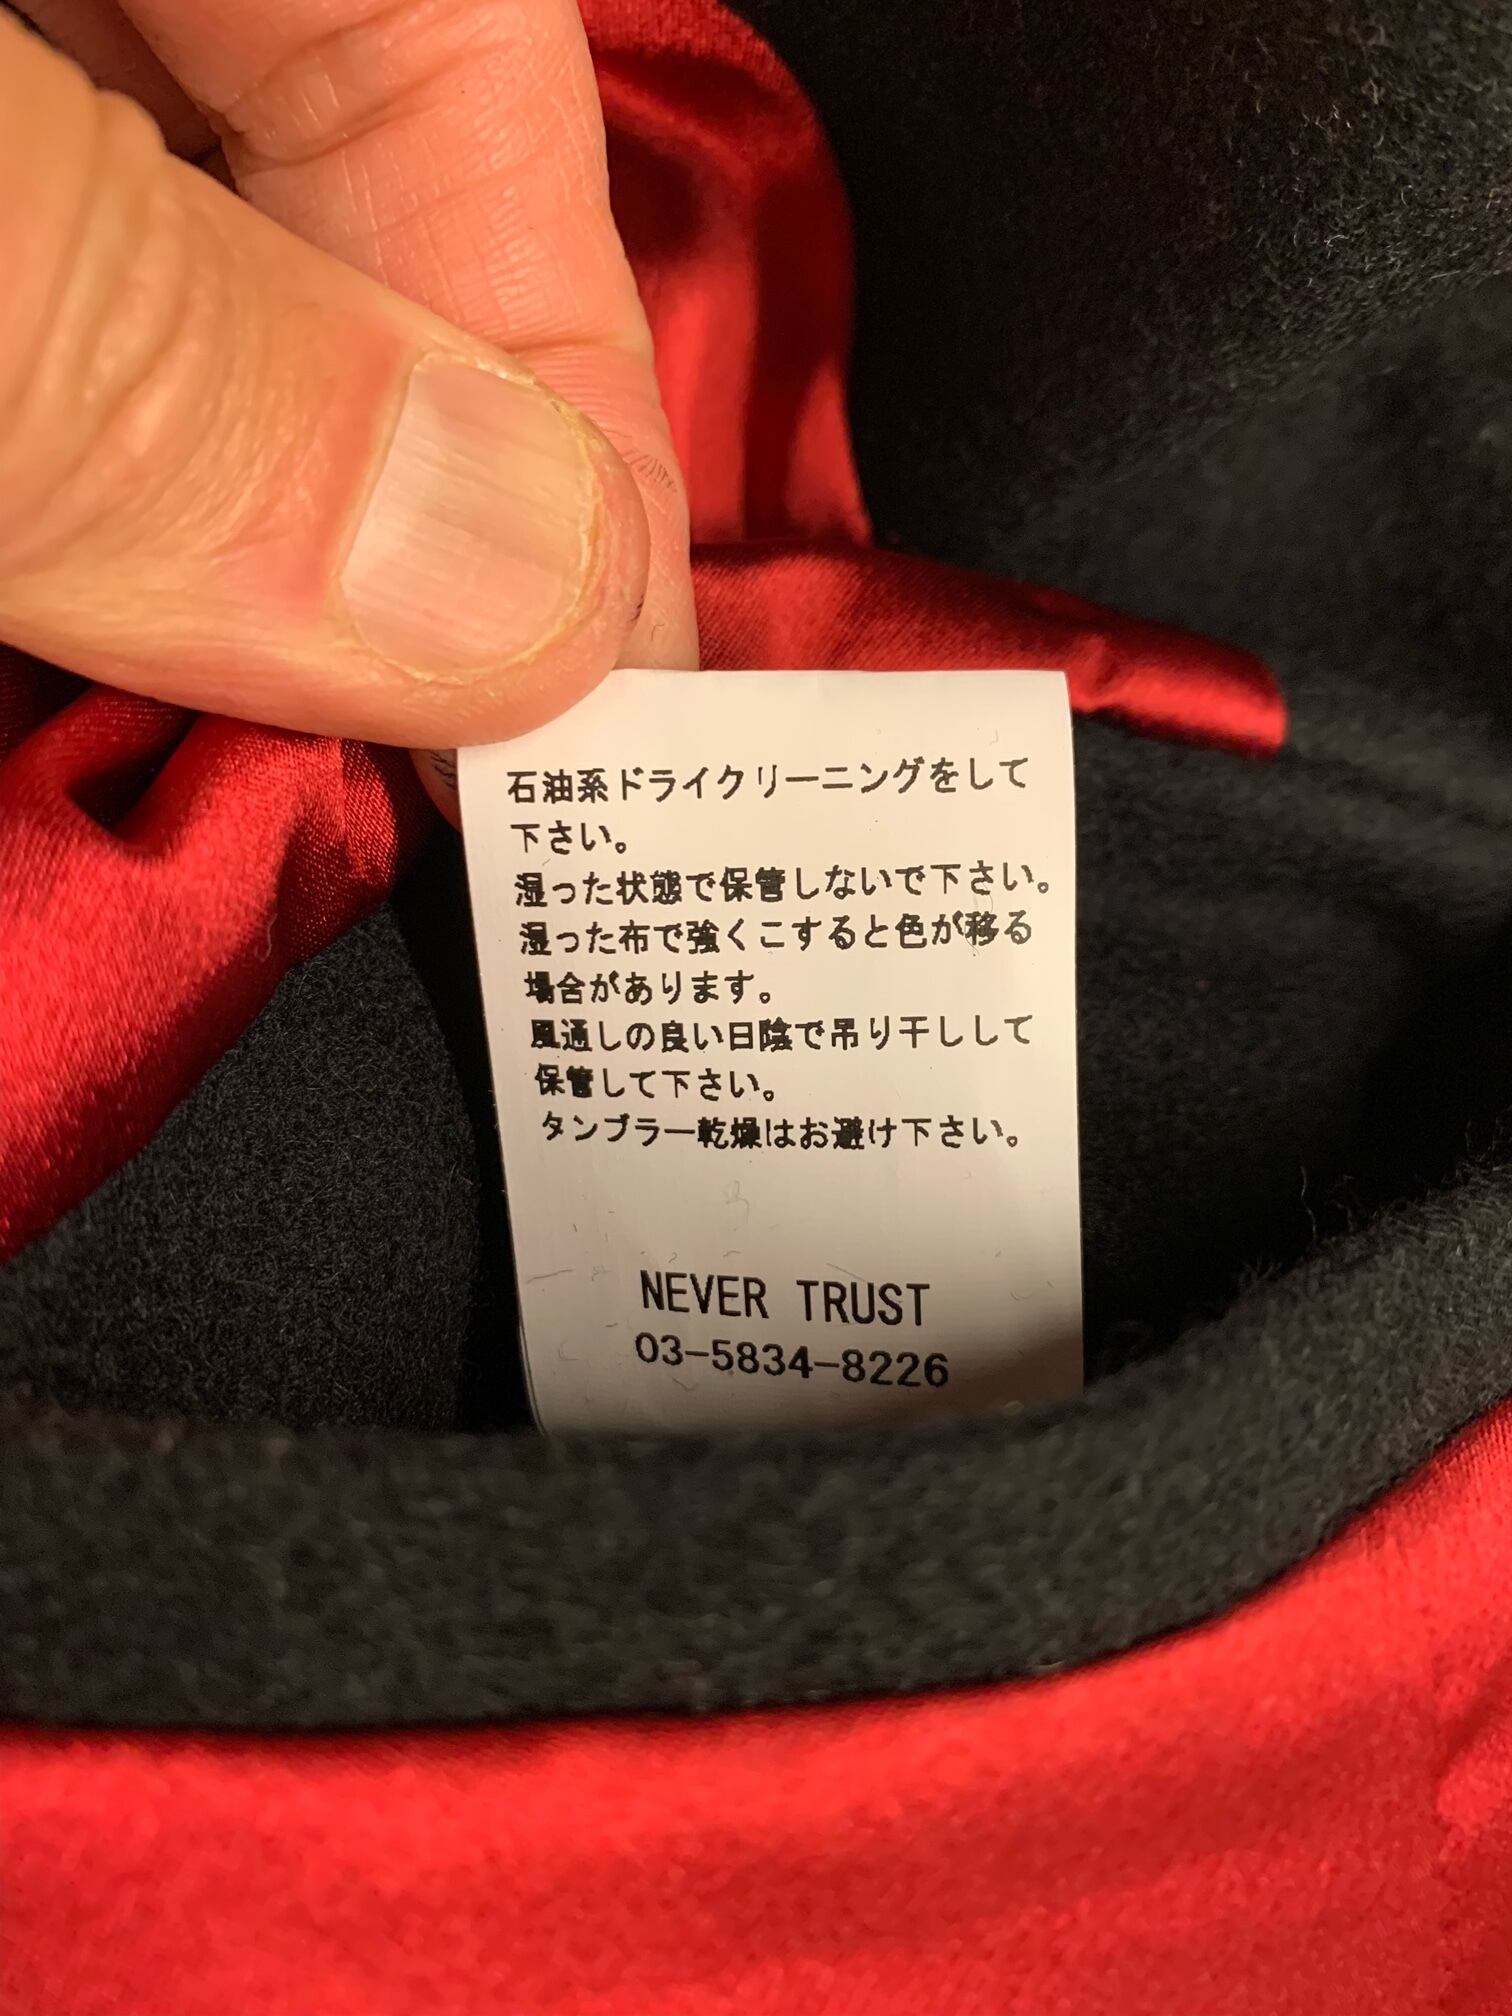 石油系ドライクリーニングをして
下さい。
湿った状態で保管しないで下さい。
湿った布で強くこすると色が移る
場合があります。
風通しの良い日陰で吊り干しして
保管して下さい。
タンブラー乾燥はお避け下さい。
NEVER TRUST
03-5834-8226